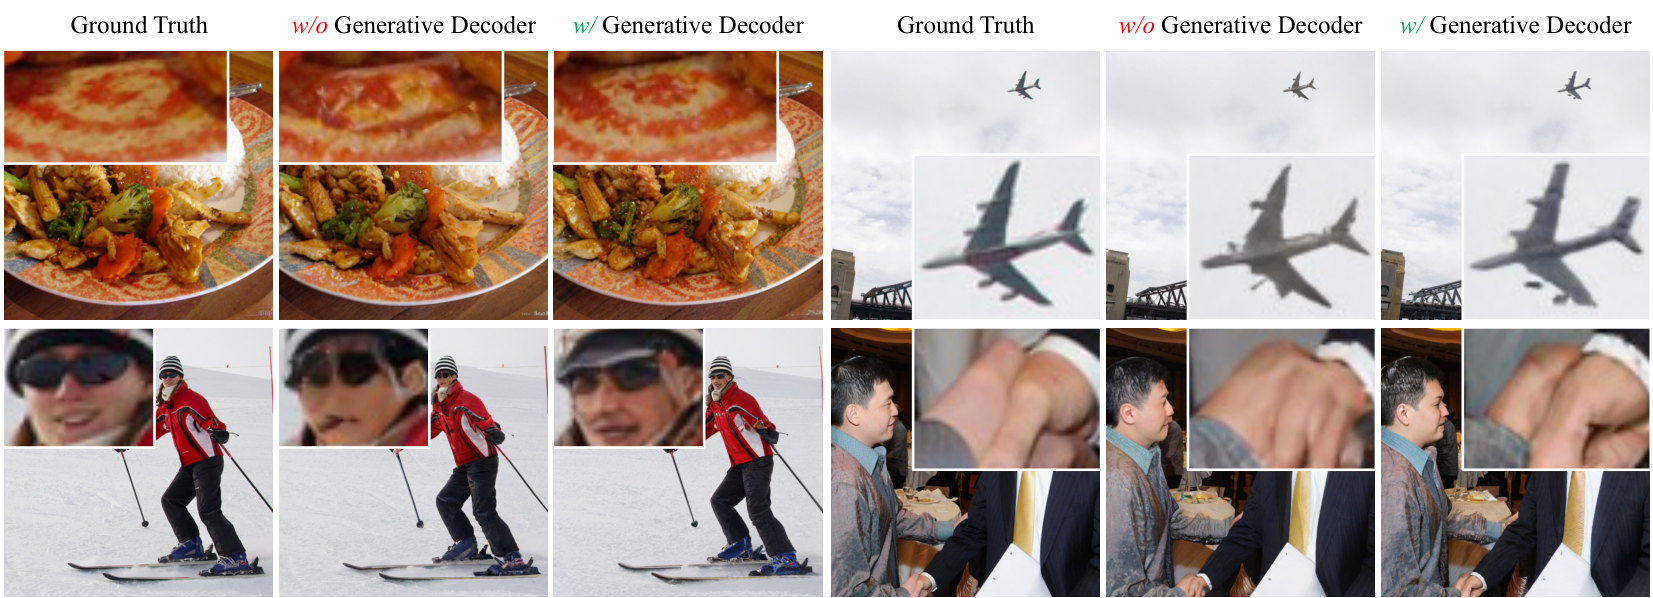 Ground Truth
w/o Generative Decoder
w/ Generative Decoder
Ground Truth
w/o Generative Decoder
w/ Generative Decoder